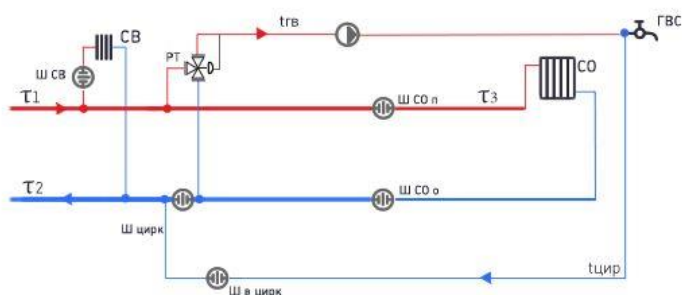 tгв
ГВС
СВ
РТ
СО
Ш СВ
τ1
Ш СО п
τ3
τ2
Ш СО о
Ш цирк
tцир
Ш в цирк